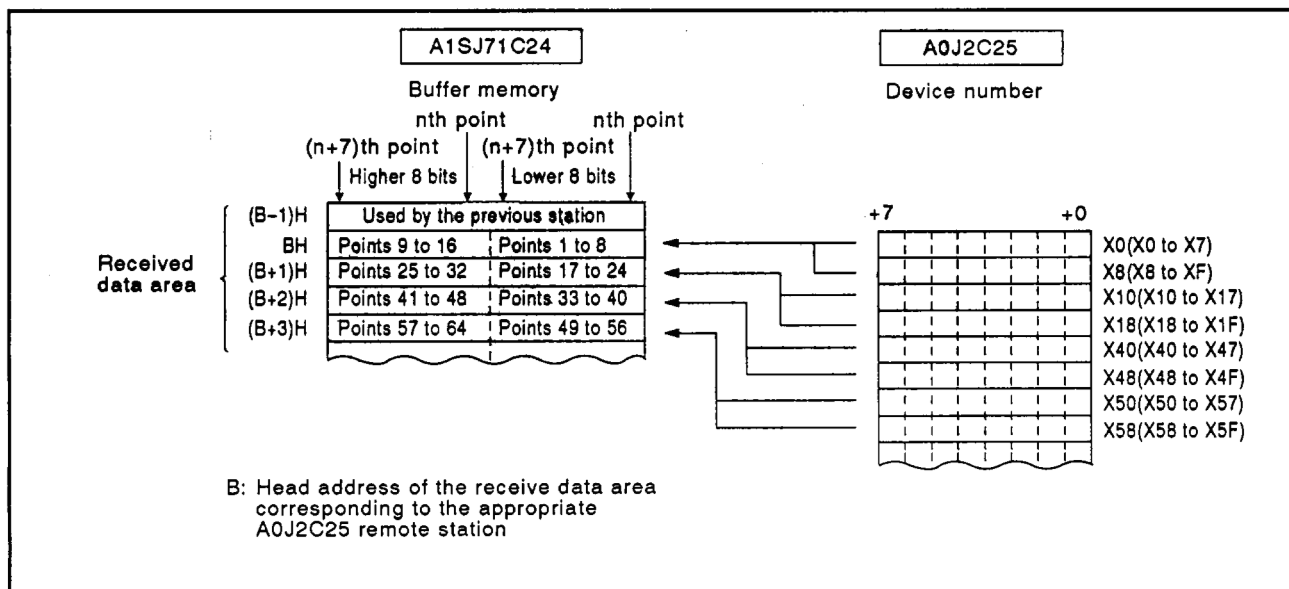 A1SJ71C24
A0J2C25
Buffer memory
Device number
nth point
nth point
(n+7)th point
(n+7)th point
Higher 8 bits
Lower 8 bits
+7
+0
Received
data area
(B-1)H
Used by the previous station
BH
Points 9 to 16
Points 1 to 8
(B+1)H
Points 25 to 32
Points 17 to 24
(B+2)H
Points 41 to 48
Points 33 to 40
(B+3)H
Points 57 to 64
Points 49 to 56
X0(X0 to X7)
X8(X8 to XF)
X10(X10 to X17)
X18(X18 to X1F)
X40(X40 to X47)
X48(X48 to X4F)
X50(X50 to X57)
X58(X58 to X5F)
B: Head address of the receive data area
corresponding to the appropriate
A0J2C25 remote station